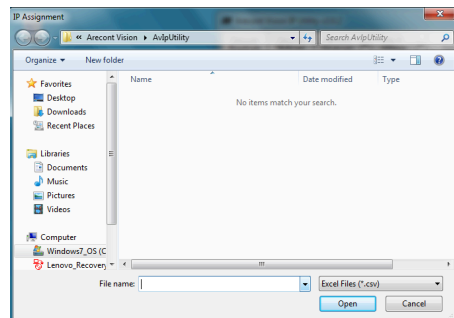 IP Assignment
« Arecont Vision ▸ AvIpUtility
Search AvIpUtility
Organize ▾ New folder
Name Date modified Type
No items match your search.
Favorites
Desktop
Downloads
Recent Places
Libraries
Documents
Music
Pictures
Videos
Computer
Windows7_OS (C
Lenovo_Recovery
File name:
Excel Files (*.csv)
Open Cancel